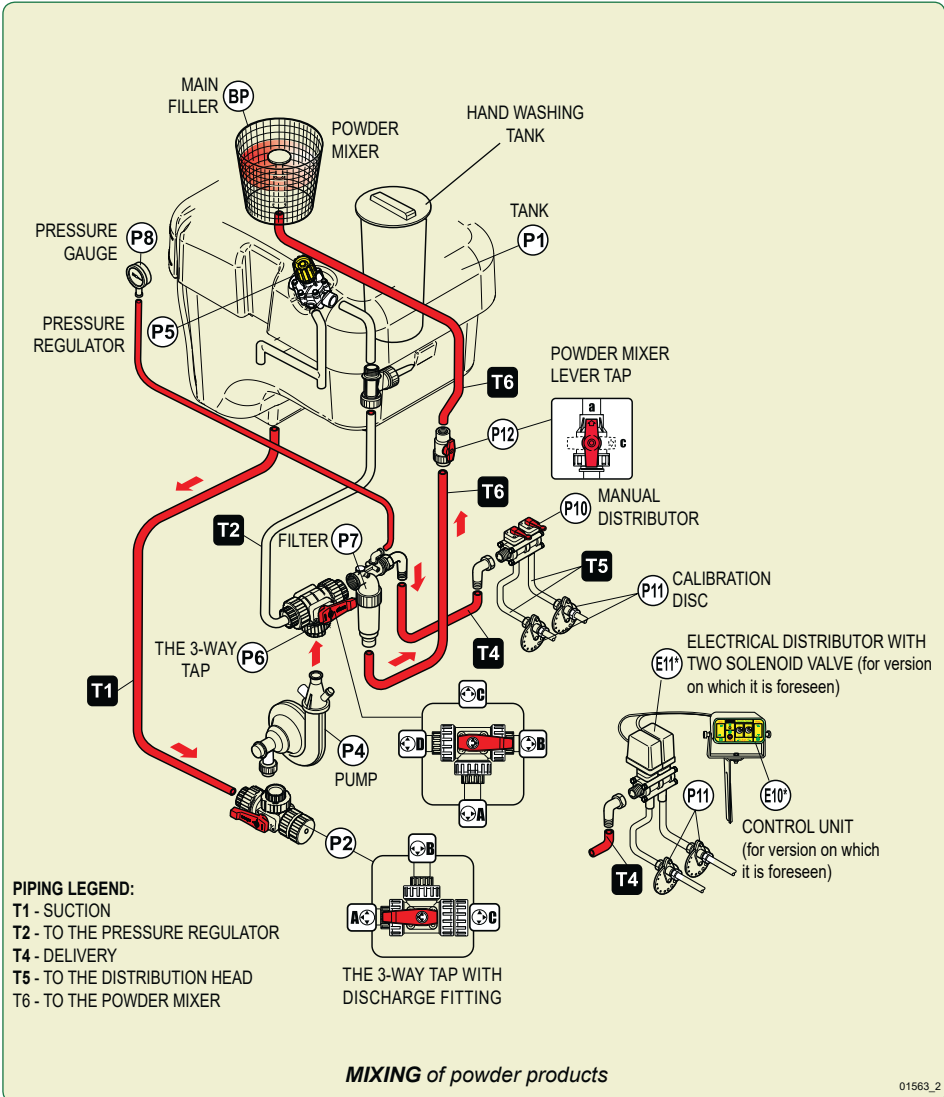 MAIN
FILLER
BP
POWDER
MIXER
HAND WASHING
TANK
TANK
P1
PRESSURE
GAUGE
P8
PRESSURE
REGULATOR
P5
T6
POWDER MIXER
LEVER TAP
a
c
P12
T6
P10
MANUAL
DISTRIBUTOR
T2
FILTER
P7
T5
P11
CALIBRATION
DISC
THE 3-WAY
TAP
P6
T4
ELECTRICAL DISTRIBUTOR WITH
TWO SOLENOID VALVE (for version
on which it is foreseen)
E11*
T1
C
D
B
A
P4
PUMP
P11
E10*
CONTROL UNIT
(for version on which
it is foreseen)
T4
P2
B
A
C
THE 3-WAY TAP WITH
DISCHARGE FITTING
PIPING LEGEND:
T1 - SUCTION
T2 - TO THE PRESSURE REGULATOR
T4 - DELIVERY
T5 - TO THE DISTRIBUTION HEAD
T6 - TO THE POWDER MIXER
MIXING of powder products
01563_2